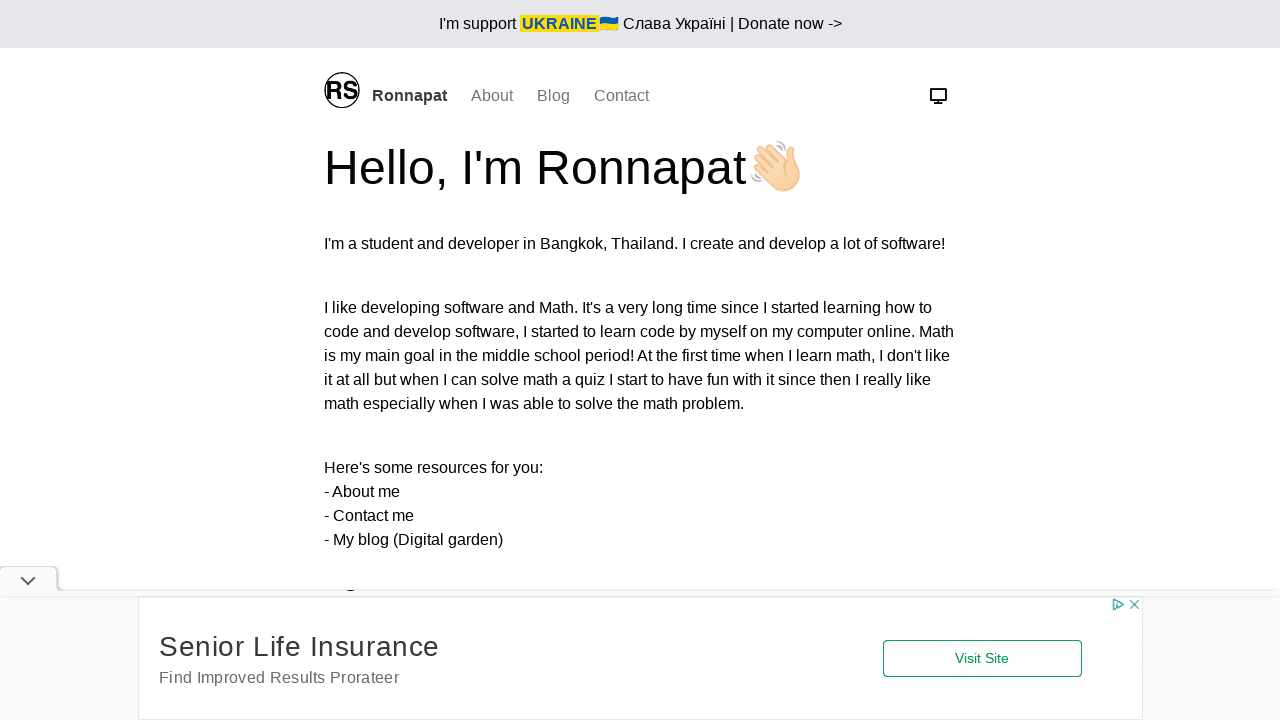 I'm support UKRAINE🇺🇦 Слава Україні | Donate now ->
RS Ronnapat About Blog Contact
Hello, I'm Ronnapat👋🏻
I'm a student and developer in Bangkok, Thailand. I create and develop a lot of software!
I like developing software and Math. It's a very long time since I started learning how to
code and develop software, I started to learn code by myself on my computer online. Math
is my main goal in the middle school period! At the first time when I learn math, I don't like
it at all but when I can solve math a quiz I start to have fun with it since then I really like
math especially when I was able to solve the math problem.
Here's some resources for you:
- About me
- Contact me
- My blog (Digital garden)
Senior Life Insurance
Find Improved Results Prorateer
Visit Site